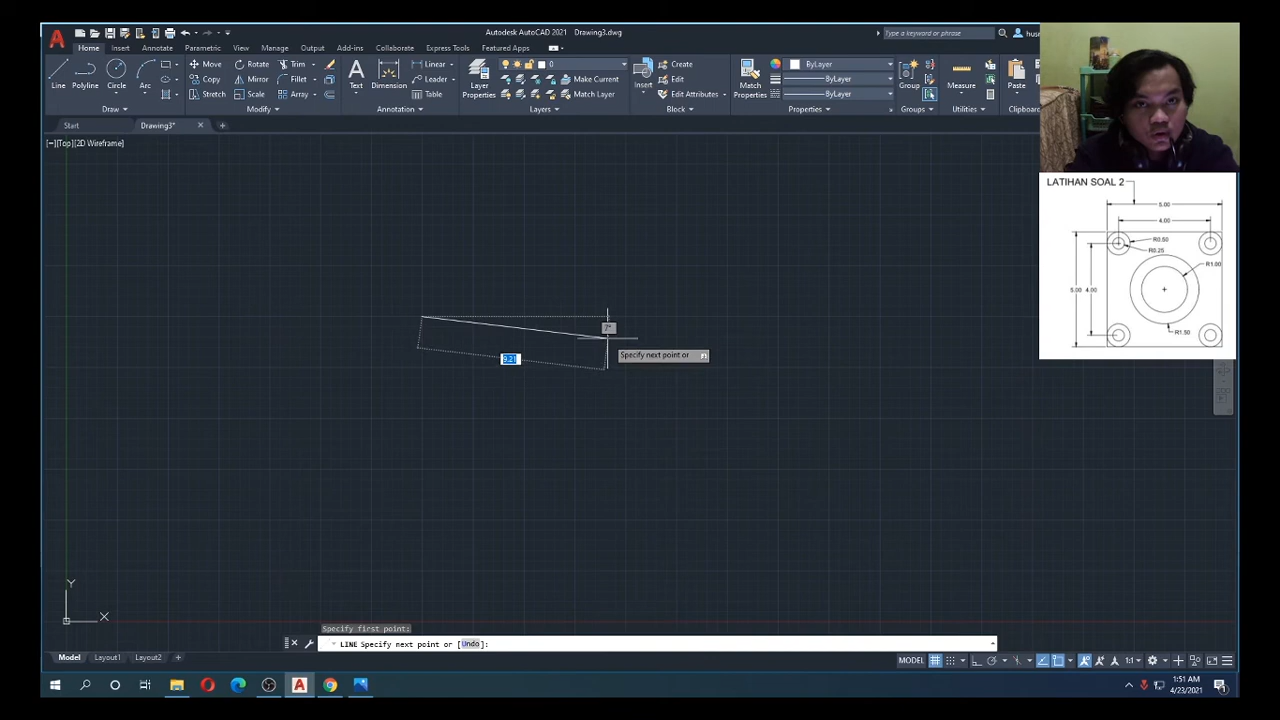 Autodesk AutoCAD 2021 Drawing3.dwg
Type a keyword or phrase
Home Insert Annotate Parametric View Manage Output Add-ins Collaborate Express Tools Featured Apps
Line Polyline Circle Arc
Move Rotate Trim
Copy Mirror Fillet
Stretch Scale Array
Text Dimension
Linear
Leader
Table
Layer
Properties
0
Make Current
Match Layer
Insert
Create
Edit
Edit Attributes
Match
Properties
ByLayer
ByLayer
ByLayer
Group
Measure
Paste
Draw Modify Annotation Layers Block Properties Groups Utilities Clipboard
Start Drawing3*
[−][Top][2D Wireframe]
LATIHAN SOAL 2
5.00
4.00
R0.50
R0.25
R1.00
5.00 4.00
R1.50
7°
Specify next point or
9.21
Y
X
Specify first point:
LINE Specify next point or [Undo]:
Model Layout1 Layout2 +
MODEL 1:1
1:51 AM
4/23/2021